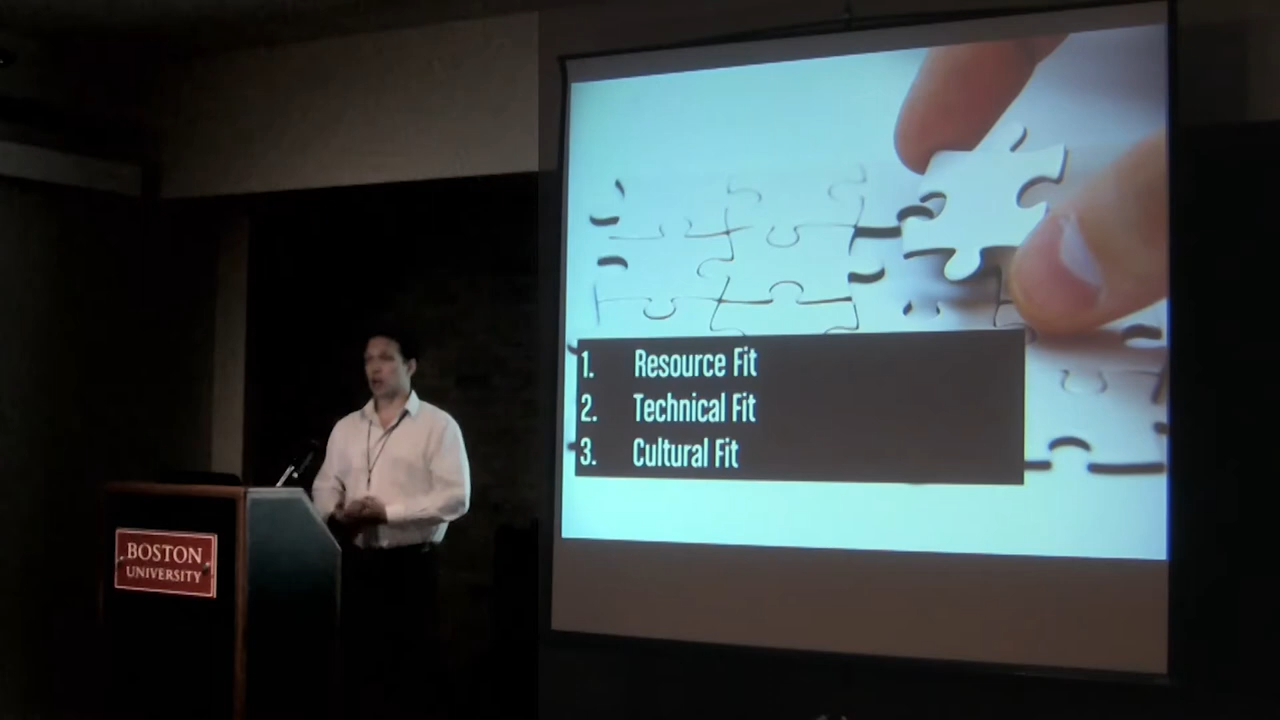 BOSTON
UNIVERSITY
1. Resource Fit
2. Technical Fit
3. Cultural Fit